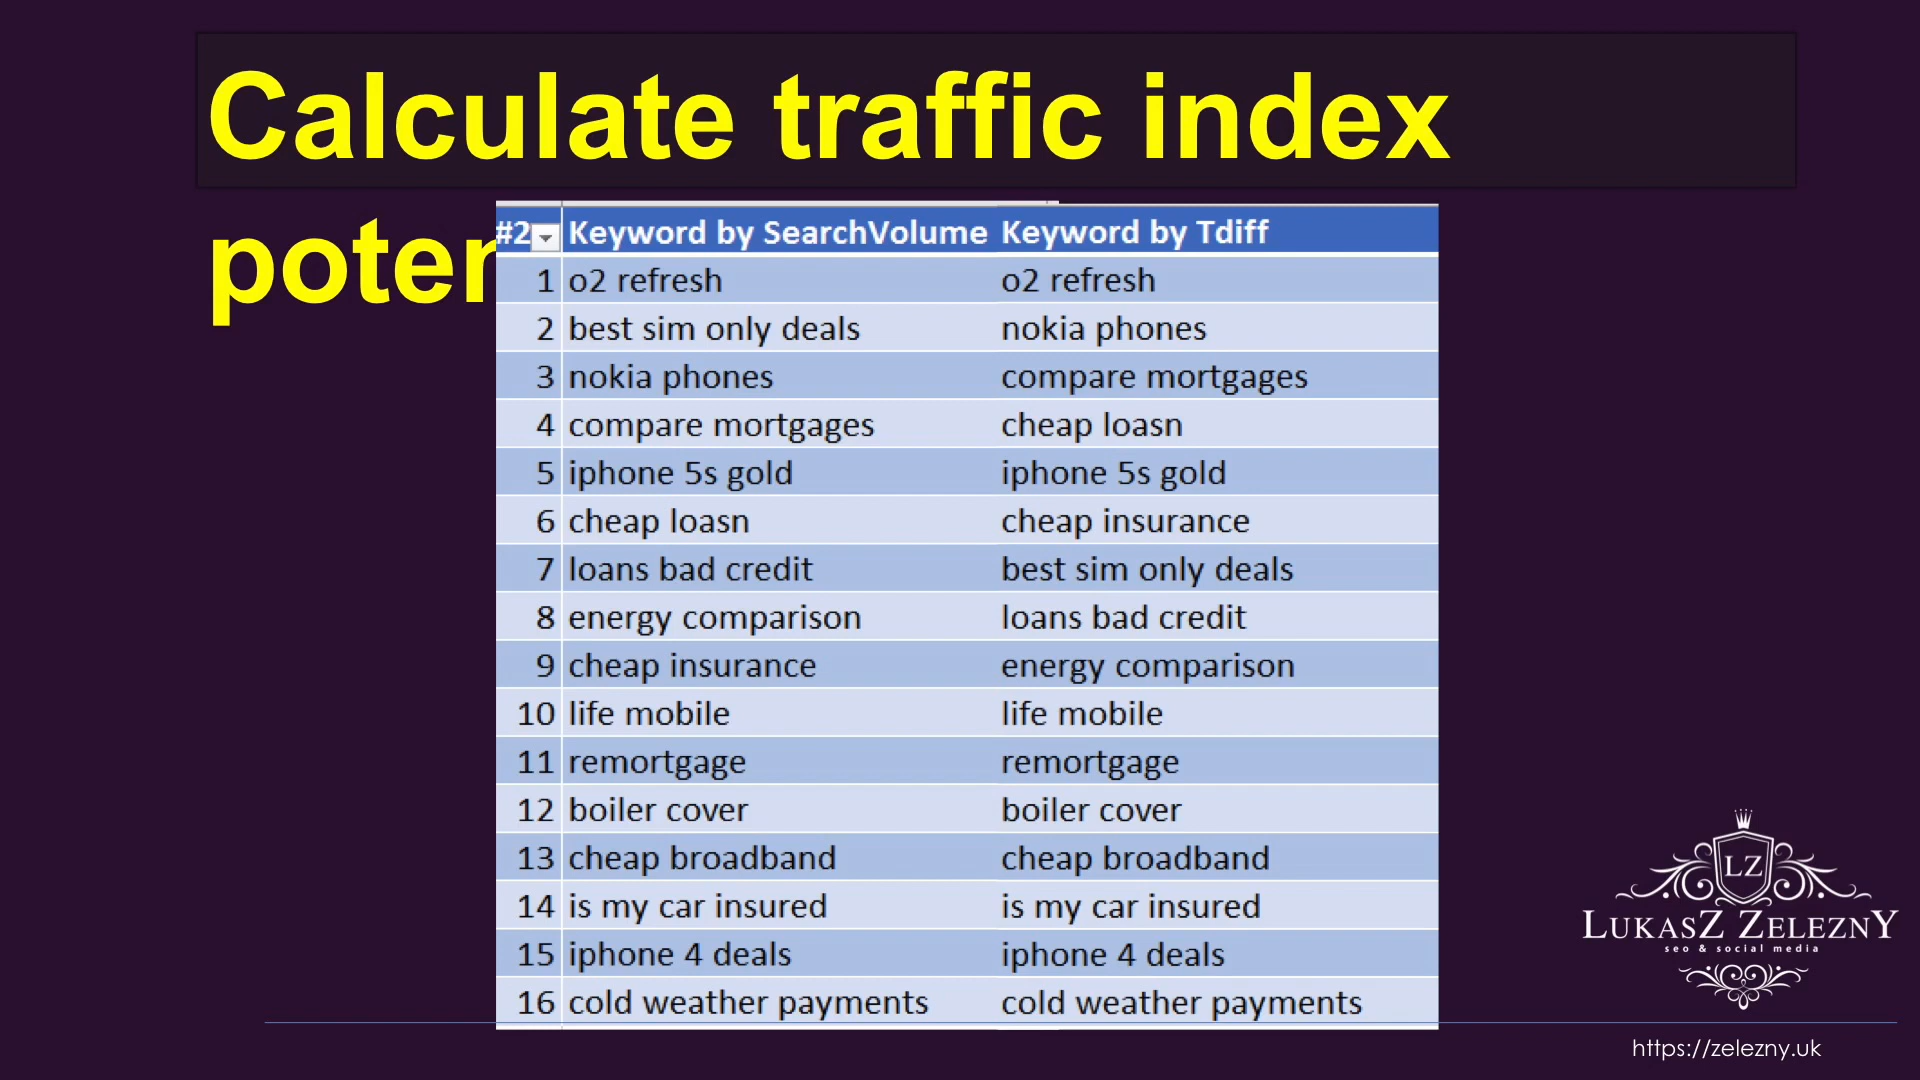 Calculate traffic index
poten
#2 Keyword by SearchVolume Keyword by Tdiff
1 o2 refresh o2 refresh
2 best sim only deals nokia phones
3 nokia phones compare mortgages
4 compare mortgages cheap loasn
5 iphone 5s gold iphone 5s gold
6 cheap loasn cheap insurance
7 loans bad credit best sim only deals
8 energy comparison loans bad credit
9 cheap insurance energy comparison
10 life mobile life mobile
11 remortgage remortgage
12 boiler cover boiler cover
13 cheap broadband cheap broadband
14 is my car insured is my car insured
15 iphone 4 deals iphone 4 deals
16 cold weather payments cold weather payments
LZ
LUKASZ ZELEZNY
seo & social media
https://zelezny.uk